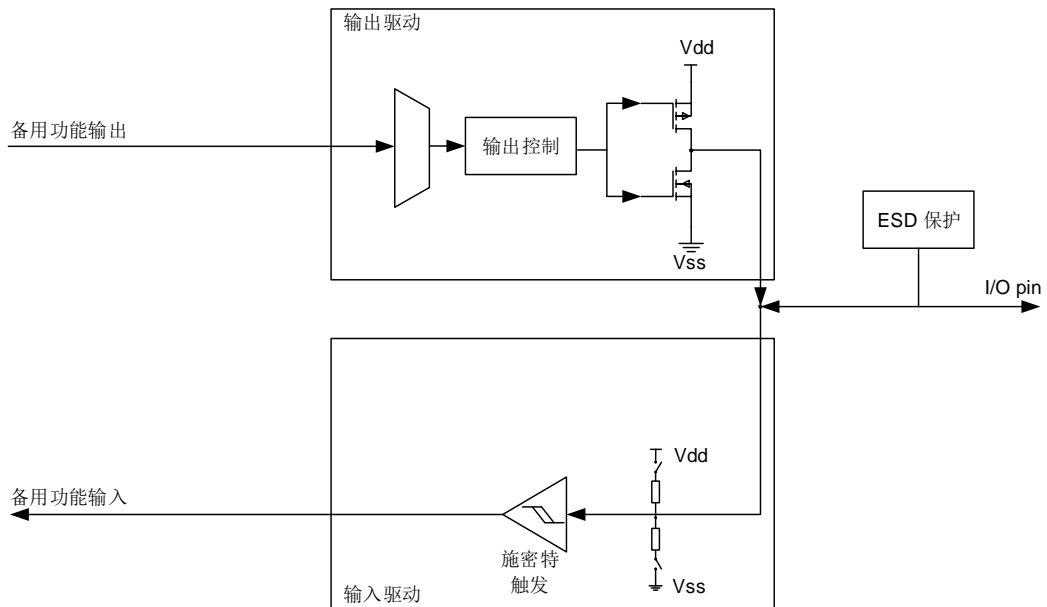 输出驱动
Vdd
备用功能输出
输出控制
ESD 保护
Vss
I/O pin
Vdd
备用功能输入
施密特
触发
Vss
输入驱动